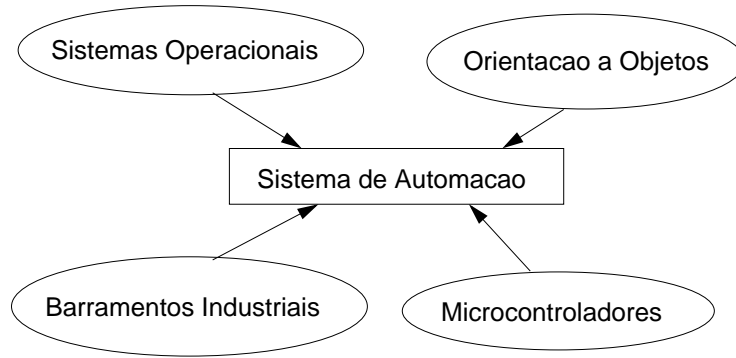 Sistemas Operacionais
Orientacao a Objetos
Sistema de Automacao
Barramentos Industriais
Microcontroladores